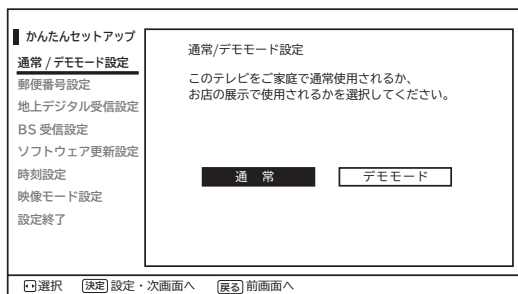 かんたんセットアップ
通常 / デモモード設定
郵便番号設定
地上デジタル受信設定
BS 受信設定
ソフトウェア更新設定
時刻設定
映像モード設定
設定終了
通常/デモモード設定
このテレビをご家庭で通常使用されるか、
お店の展示で使用されるかを選択してください。
通 常
デモモード
選択 決定 設定・次画面へ 戻る 前画面へ